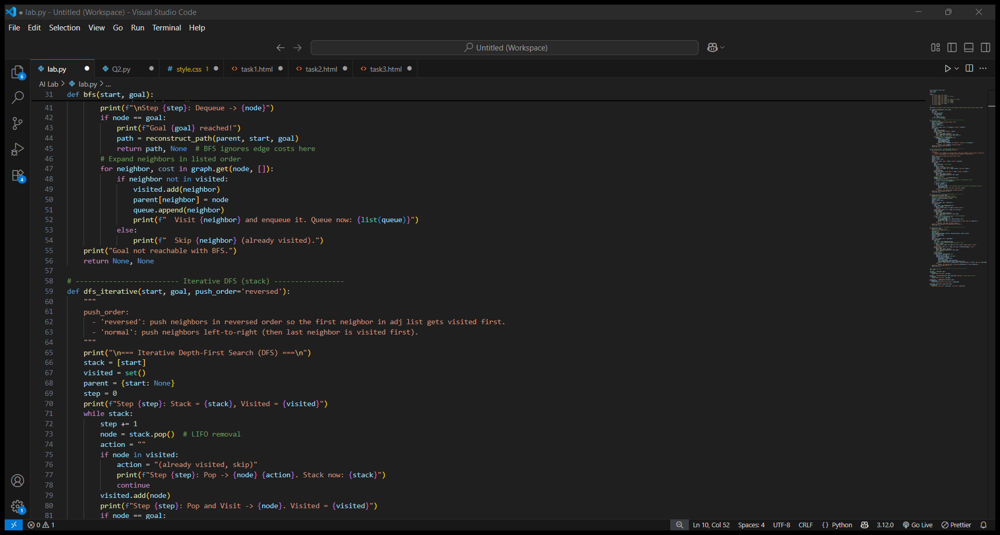 ● lab.py - Untitled (Workspace) - Visual Studio Code
File Edit Selection View Go Run Terminal Help
Untitled (Workspace)
lab.py ● Q2.py ● # style.css 1 ● <> task1.html ● <> task2.html ● <> task3.html ●
AI Lab > lab.py > ...
6
4
1
31 def bfs(start, goal):
41 print(f"\nStep {step}: Dequeue -> {node}")
42 if node == goal:
43 print(f"Goal {goal} reached!")
44 path = reconstruct_path(parent, start, goal)
45 return path, None  # BFS ignores edge costs here
46 # Expand neighbors in listed order
47 for neighbor, cost in graph.get(node, []):
48 if neighbor not in visited:
49 visited.add(neighbor)
50 parent[neighbor] = node
51 queue.append(neighbor)
52 print(f"  Visit {neighbor} and enqueue it. Queue now: {list(queue)}")
53 else:
54 print(f"  Skip {neighbor} (already visited).")
55 print("Goal not reachable with BFS.")
56 return None, None
57
58 # ------------------------- Iterative DFS (stack) -----------------
59 def dfs_iterative(start, goal, push_order='reversed'):
60 """
61 push_order:
62 - 'reversed': push neighbors in reversed order so the first neighbor in adj list gets visited first.
63 - 'normal': push neighbors left-to-right (then last neighbor is visited first).
64 """
65 print("\n=== Iterative Depth-First Search (DFS) ===\n")
66 stack = [start]
67 visited = set()
68 parent = {start: None}
69 step = 0
70 print(f"Step {step}: Stack = {stack}, Visited = {visited}")
71 while stack:
72 step += 1
73 node = stack.pop()  # LIFO removal
74 action = ""
75 if node in visited:
76 action = "(already visited, skip)"
77 print(f"Step {step}: Pop -> {node} {action}. Stack now: {stack}")
78 continue
79 visited.add(node)
80 print(f"Step {step}: Pop and Visit -> {node}. Visited = {visited}")
81 if node == goal:
0 1 Ln 10, Col 52 Spaces: 4 UTF-8 CRLF {} Python 3.12.0 Go Live Prettier